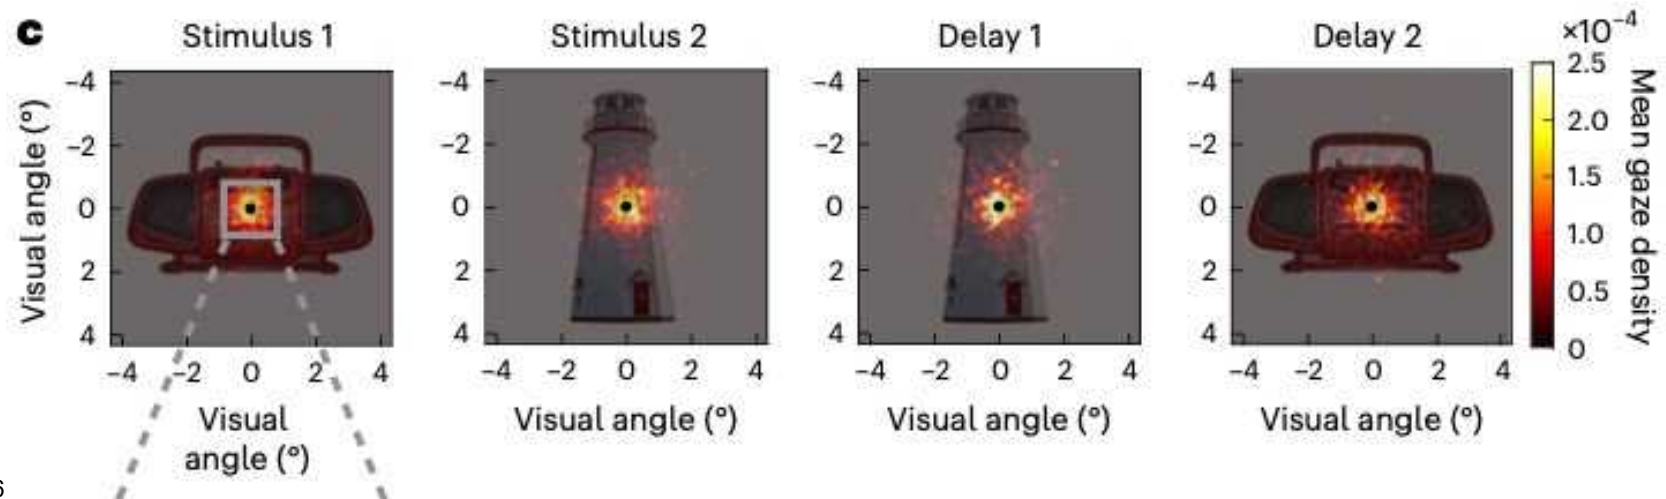 c
Stimulus 1
Stimulus 2
Delay 1
Delay 2
×10⁻⁴
Visual angle (°)
−4
−2
0
2
4
−4 −2 0 2 4
Visual
angle (°)
−4
−2
0
2
4
−4 −2 0 2 4
Visual angle (°)
−4
−2
0
2
4
−4 −2 0 2 4
Visual angle (°)
−4
−2
0
2
4
−4 −2 0 2 4
Visual angle (°)
2.5
2.0
1.5
1.0
0.5
0
Mean gaze density